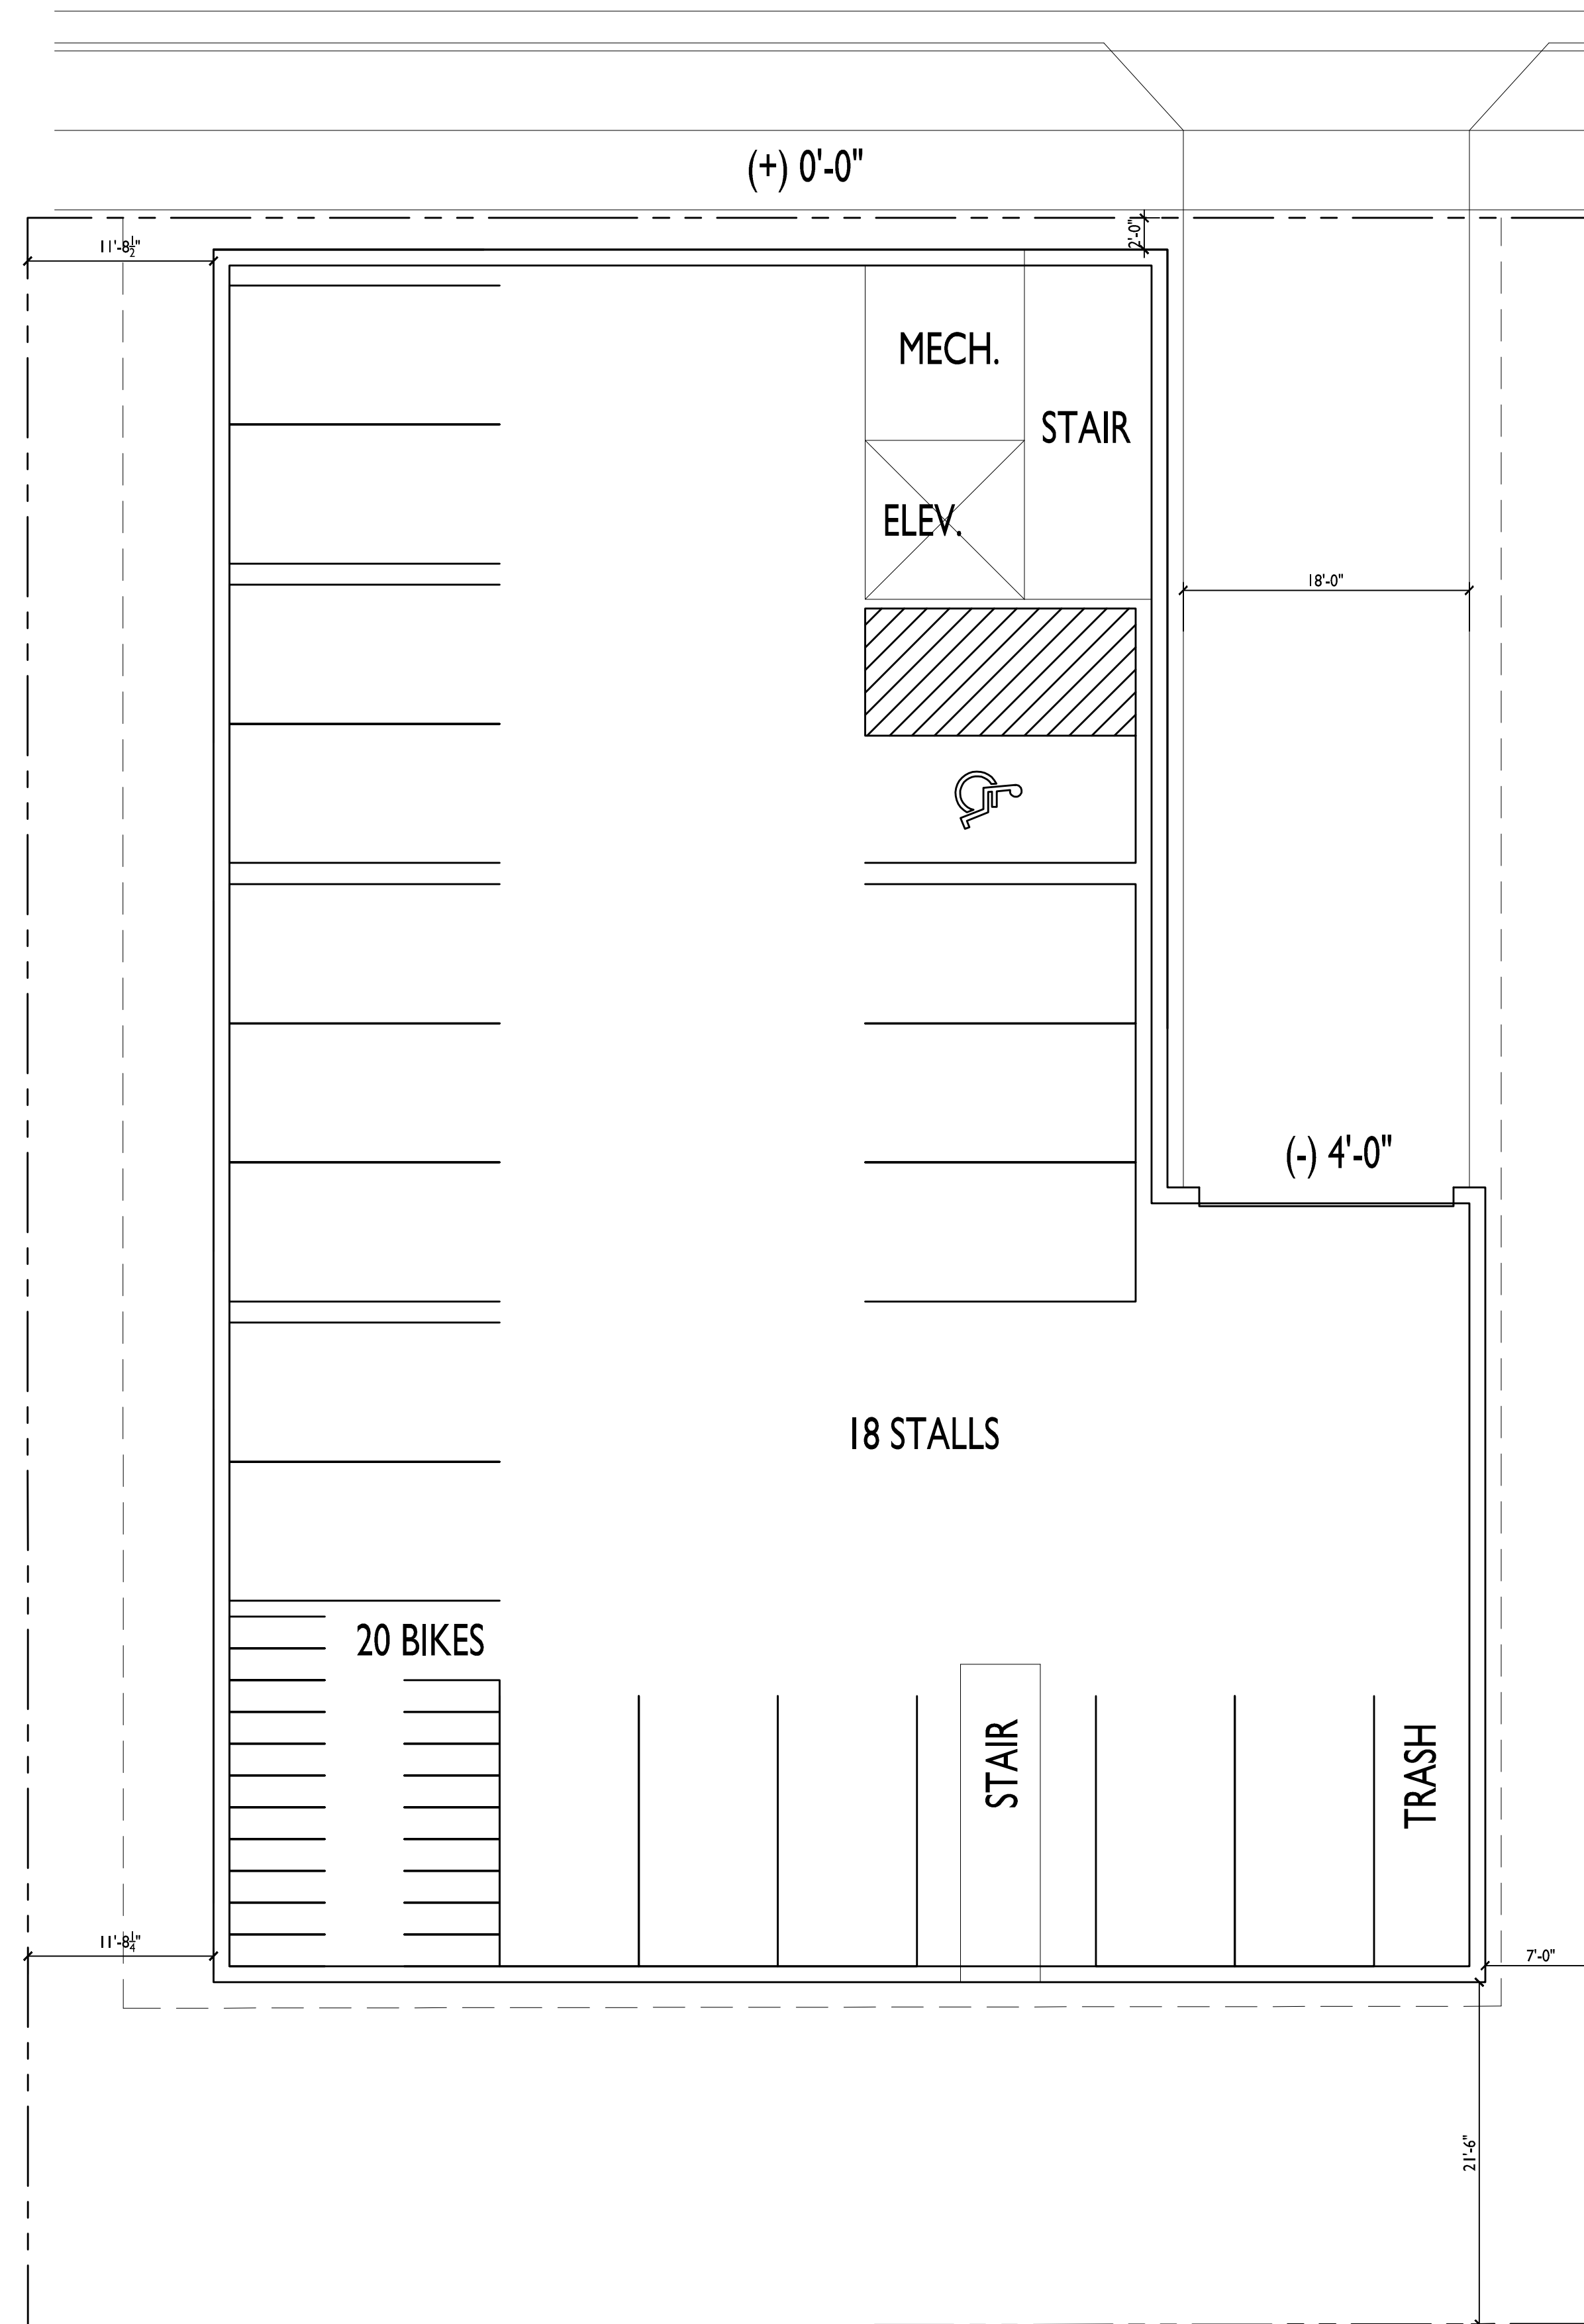 (+) 0'-0"
2'-0"
11'-8½"
MECH.
STAIR
ELEV.
18'-0"
(-) 4'-0"
18 STALLS
20 BIKES
STAIR
TRASH
11'-8¼"
7'-0"
21'-6"